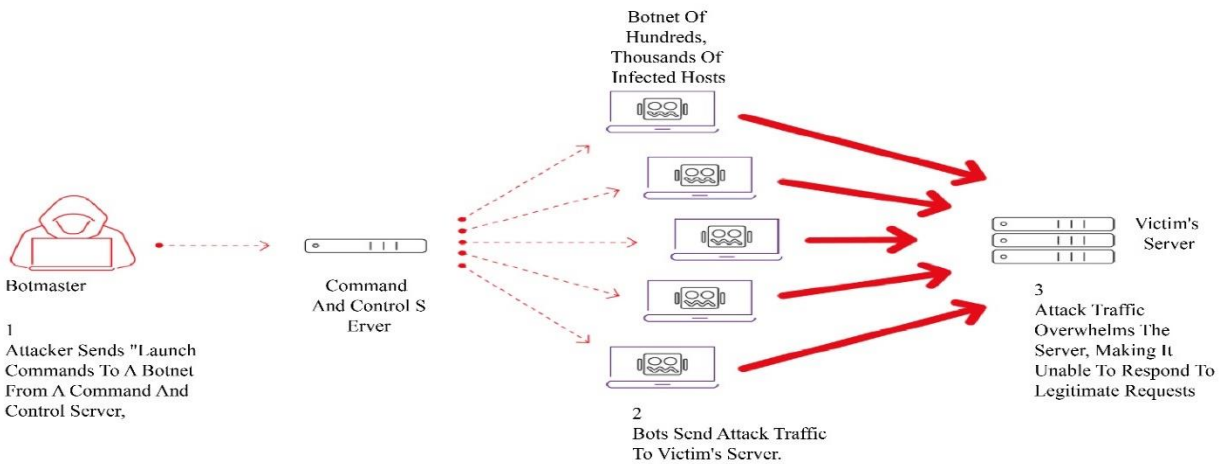 Botnet Of
Hundreds,
Thousands Of
Infected Hosts
Botmaster
1
Attacker Sends "Launch
Commands To A Botnet
From A Command And
Control Server,
Command
And Control S
Erver
2
Bots Send Attack Traffic
To Victim's Server.
Victim's
Server
3
Attack Traffic
Overwhelms The
Server, Making It
Unable To Respond To
Legitimate Requests